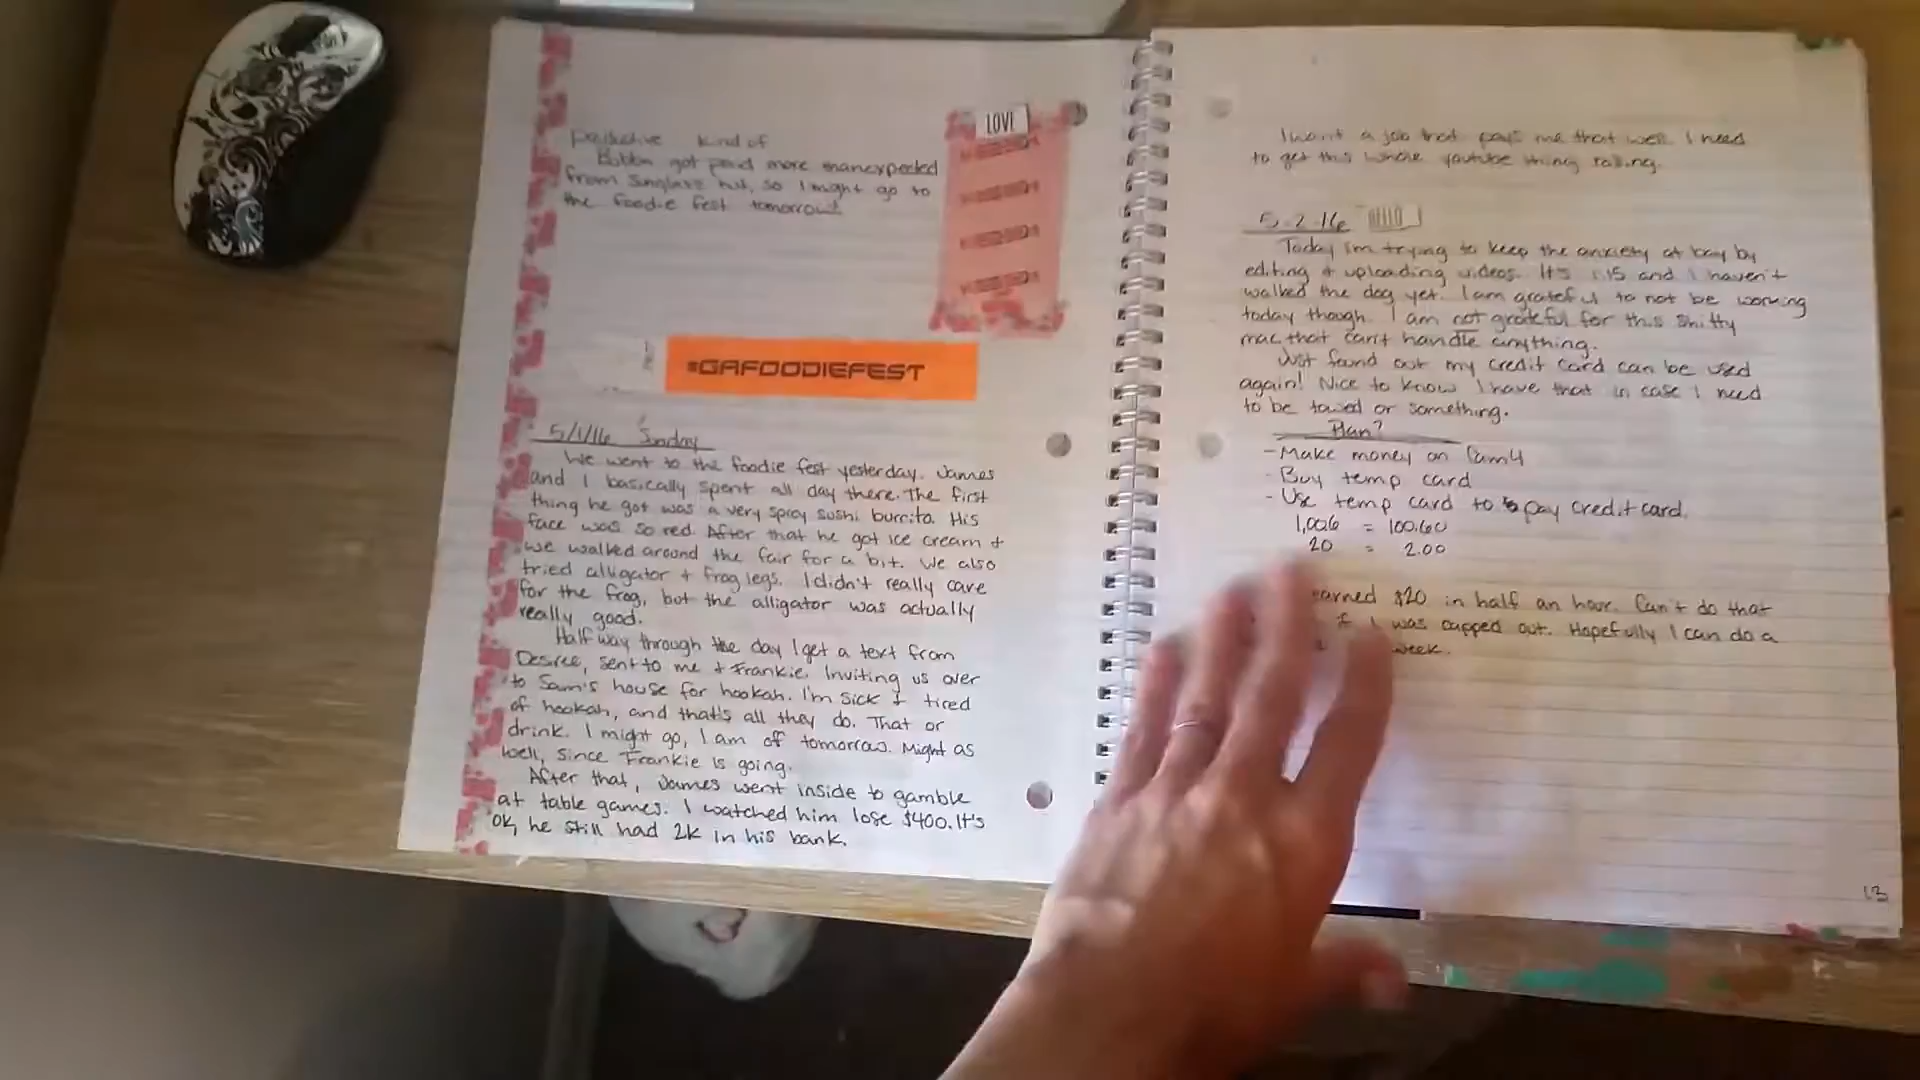 kind of
Bubba got paid more than expected
from Sunglass hut, so I might go to
the foodie fest tomorrow!
LOVE
#GAFOODIEFEST
5/1/16 Sunday
We went to the foodie fest yesterday. James
and I basically spent all day there. The first
thing he got was a very spicy sushi burrito. His
face was so red. After that he got ice cream &
we walked around the fair for a bit. We also
tried alligator & frog legs. I didn't really care
for the frog, but the alligator was actually
really good.
Half way through the day I get a text from
Desiree, sent to me & Frankie. Inviting us over
to Sam's house for hookah. I'm sick & tired
of hookah, and that's all they do. That or
drink. I might go, I am of tomorrow. Might as
well, since Frankie is going.
After that, James went inside to gamble
at table games. I watched him lose $400. It's
ok, he still had 2K in his bank.
I want a job that pays me that well. I need
to get this whole youtube thing rolling.
5-2-16 HELLO
Today I'm trying to keep the anxiety at bay by
editing & uploading videos. It's 1:15 and I haven't
walked the dog yet. I am grateful to not be working
today though. I am not grateful for this shitty
mac that can't handle anything.
Just found out my credit card can be used
again! Nice to know I have that in case I need
to be towed or something.
Plan?
- Make money on Cam4
- Buy temp card
- Use temp card to pay credit card.
1,006 = 100.60
20 = 2.00
earned $20 in half an hour. Can't do that
if I was cupped out. Hopefully I can do a
week.
13